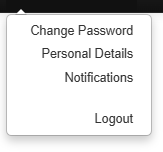 Change Password
Personal Details
Notifications
Logout